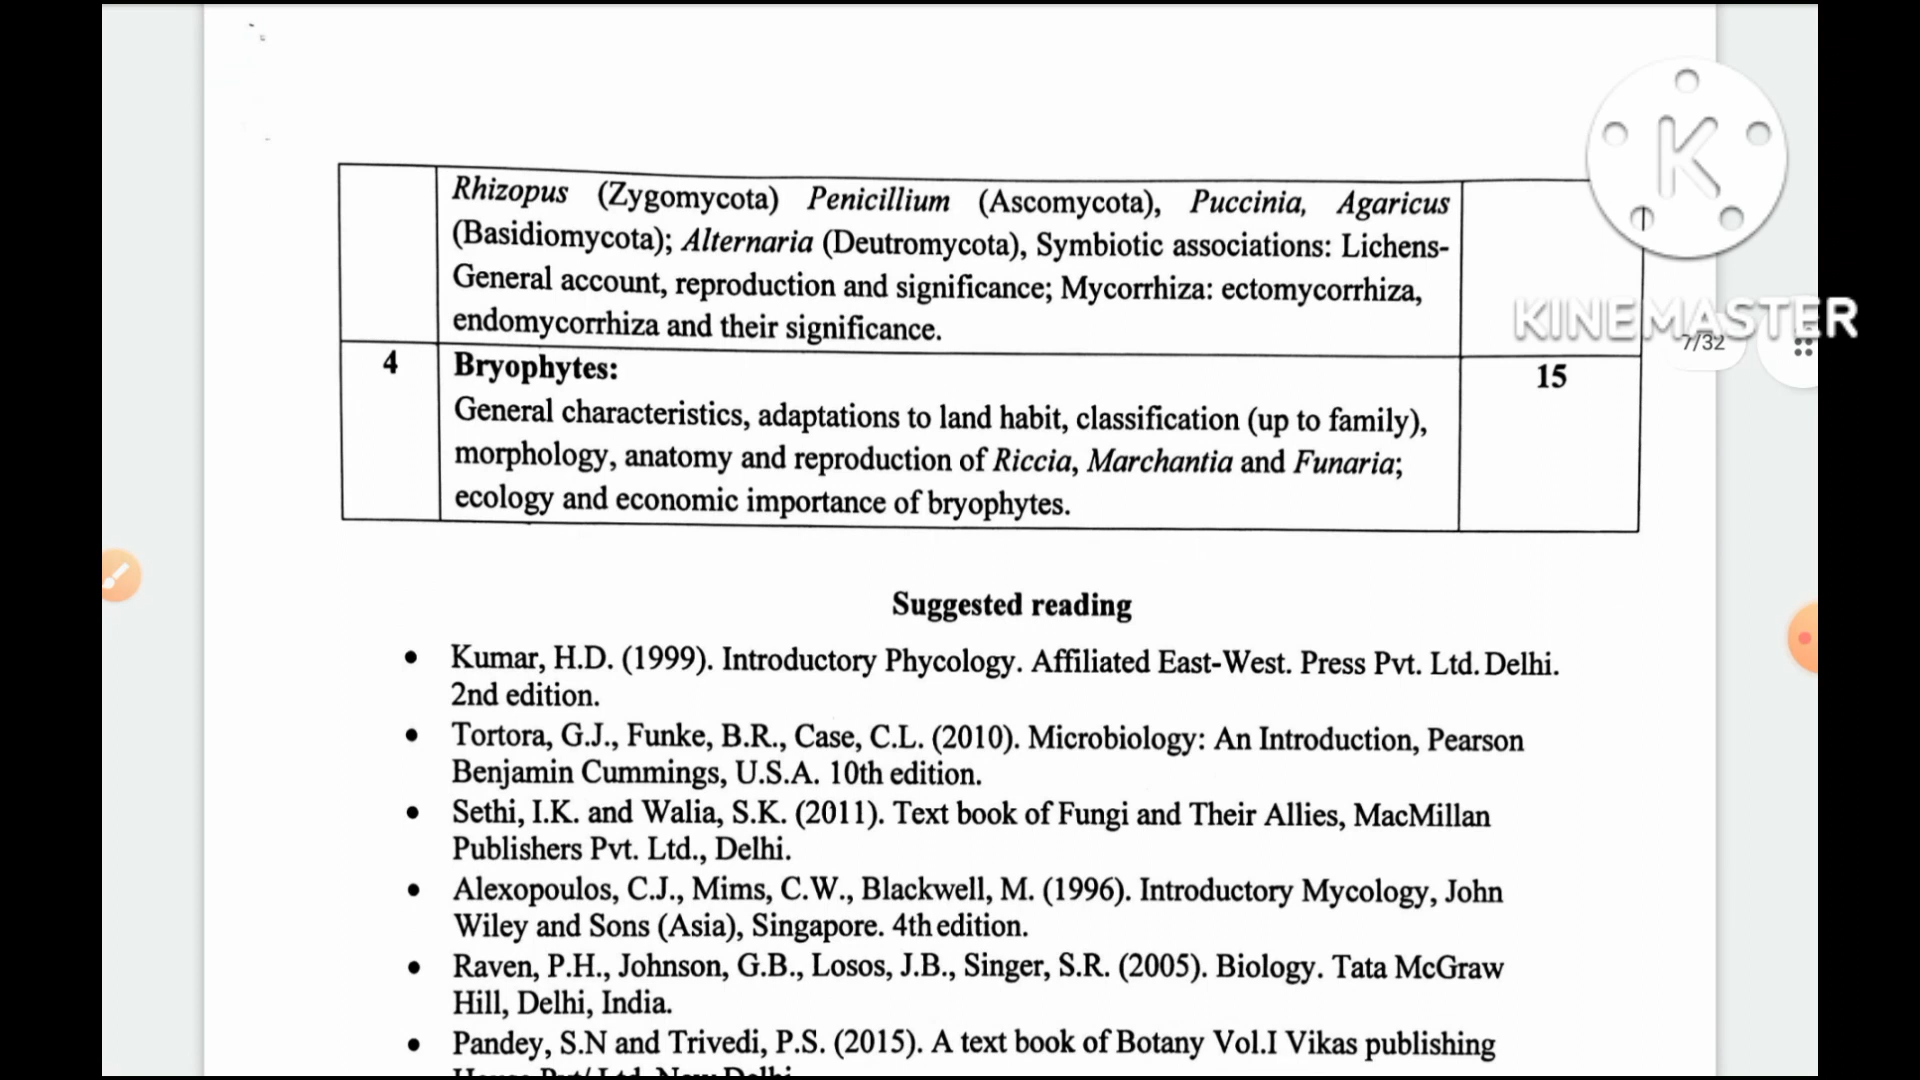 Rhizopus (Zygomycota) Penicillium (Ascomycota), Puccinia, Agaricus
(Basidiomycota); Alternaria (Deutromycota), Symbiotic associations: Lichens-
General account, reproduction and significance; Mycorrhiza: ectomycorrhiza,
endomycorrhiza and their significance.
K
KINEMASTER
7/32
4 Bryophytes: 15
General characteristics, adaptations to land habit, classification (up to family),
morphology, anatomy and reproduction of Riccia, Marchantia and Funaria;
ecology and economic importance of bryophytes.
Suggested reading
• Kumar, H.D. (1999). Introductory Phycology. Affiliated East-West. Press Pvt. Ltd. Delhi.
2nd edition.
• Tortora, G.J., Funke, B.R., Case, C.L. (2010). Microbiology: An Introduction, Pearson
Benjamin Cummings, U.S.A. 10th edition.
• Sethi, I.K. and Walia, S.K. (2011). Text book of Fungi and Their Allies, MacMillan
Publishers Pvt. Ltd., Delhi.
• Alexopoulos, C.J., Mims, C.W., Blackwell, M. (1996). Introductory Mycology, John
Wiley and Sons (Asia), Singapore. 4th edition.
• Raven, P.H., Johnson, G.B., Losos, J.B., Singer, S.R. (2005). Biology. Tata McGraw
Hill, Delhi, India.
• Pandey, S.N and Trivedi, P.S. (2015). A text book of Botany Vol.I Vikas publishing